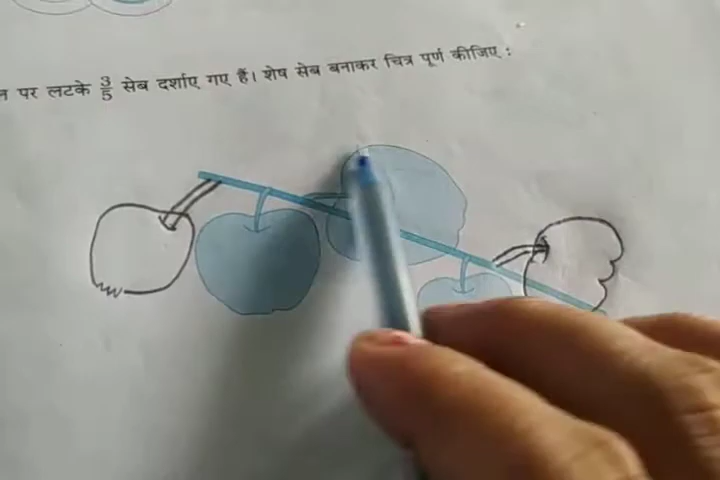 पर लटके 3/5 सेब दर्शाए गए हैं। शेष सेब बनाकर चित्र पूर्ण कीजिए :